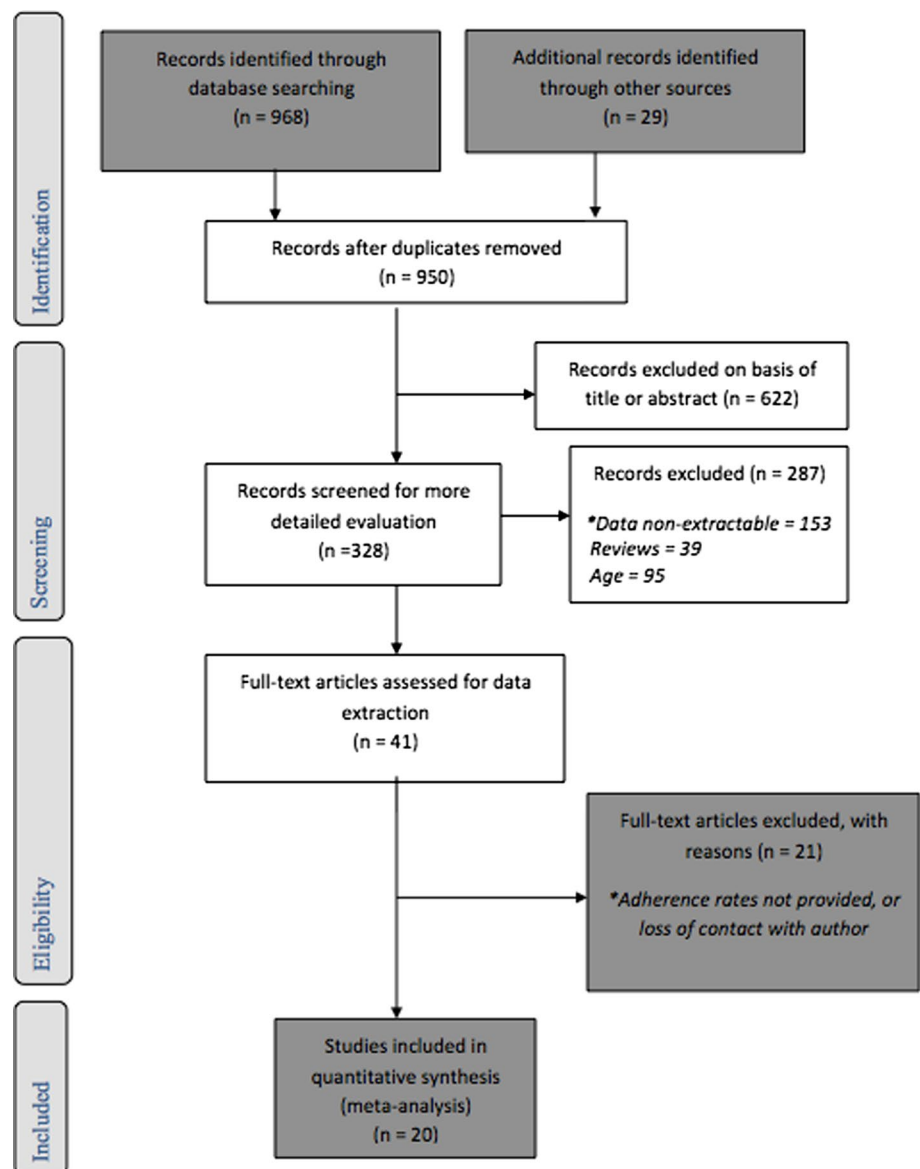 Records identified through
database searching
(n = 968)
Additional records identified
through other sources
(n = 29)
Identification
Records after duplicates removed
(n = 950)
Records excluded on basis of
title or abstract (n = 622)
Screening
Records screened for more
detailed evaluation
(n =328)
Records excluded (n = 287)
*Data non-extractable = 153
Reviews = 39
Age = 95
Full-text articles assessed for data
extraction
(n = 41)
Eligibility
Full-text articles excluded, with
reasons (n = 21)
*Adherence rates not provided, or
loss of contact with author
Included
Studies included in
quantitative synthesis
(meta-analysis)
(n = 20)